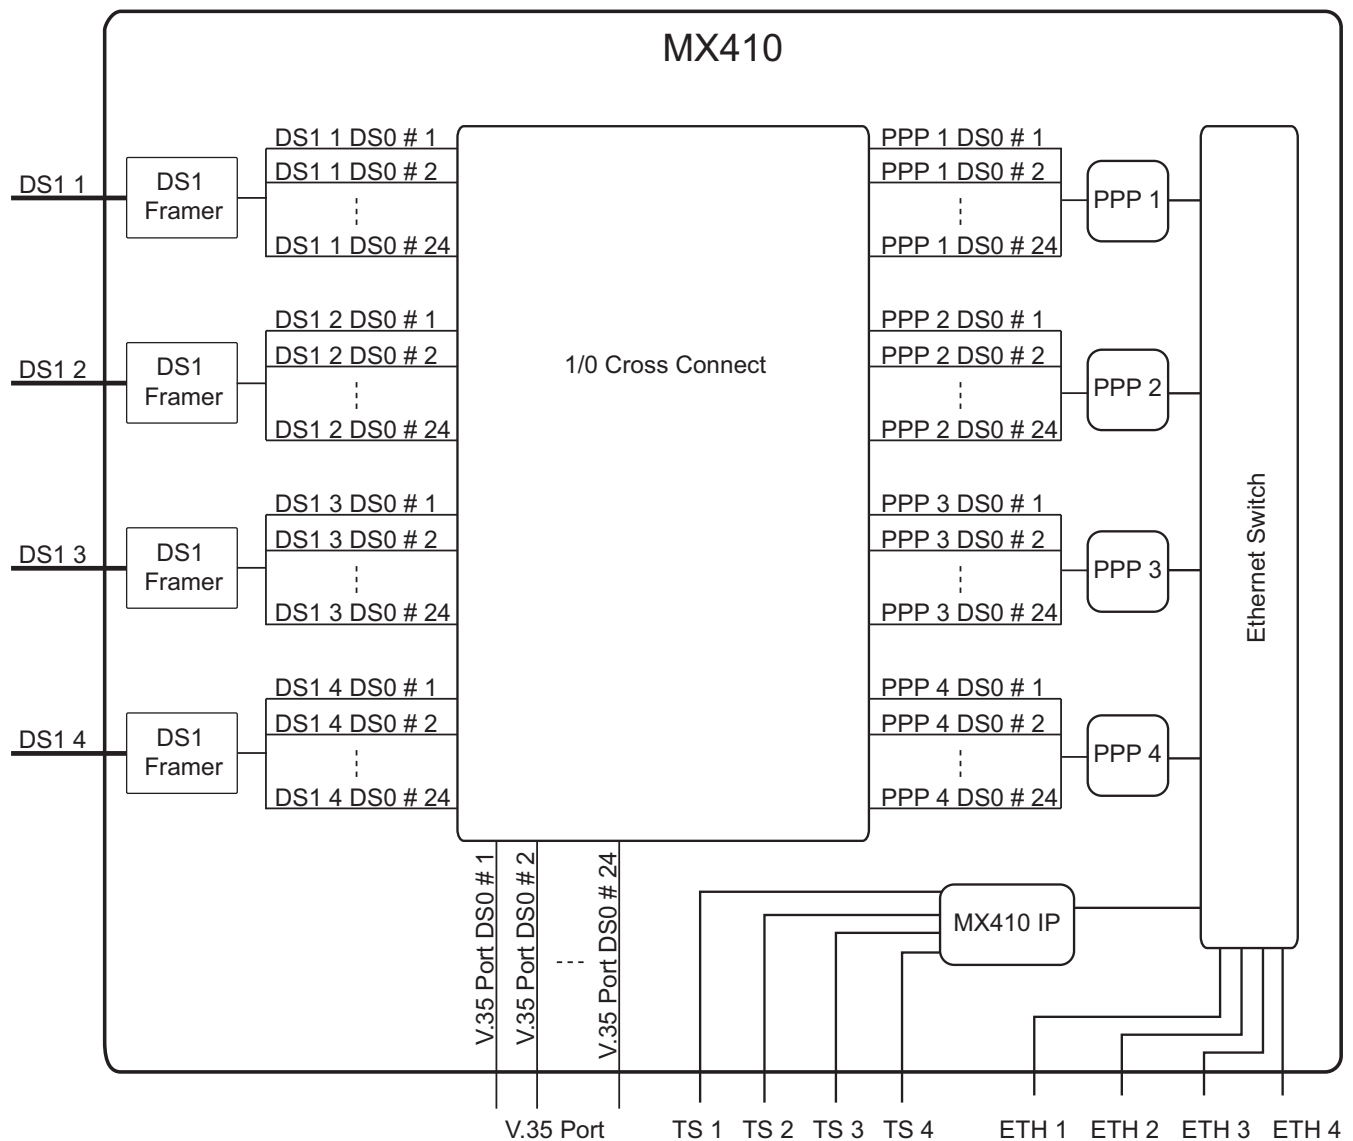 MX410
DS1 1
DS1
Framer
DS1 1 DS0 # 1
DS1 1 DS0 # 2
DS1 1 DS0 # 24
PPP 1 DS0 # 1
PPP 1 DS0 # 2
PPP 1 DS0 # 24
PPP 1
DS1 2
DS1
Framer
DS1 2 DS0 # 1
DS1 2 DS0 # 2
DS1 2 DS0 # 24
1/0 Cross Connect
PPP 2 DS0 # 1
PPP 2 DS0 # 2
PPP 2 DS0 # 24
PPP 2
DS1 3
DS1
Framer
DS1 3 DS0 # 1
DS1 3 DS0 # 2
DS1 3 DS0 # 24
PPP 3 DS0 # 1
PPP 3 DS0 # 2
PPP 3 DS0 # 24
PPP 3
Ethernet Switch
DS1 4
DS1
Framer
DS1 4 DS0 # 1
DS1 4 DS0 # 2
DS1 4 DS0 # 24
PPP 4 DS0 # 1
PPP 4 DS0 # 2
PPP 4 DS0 # 24
PPP 4
V.35 Port DS0 # 1
V.35 Port DS0 # 2
V.35 Port DS0 # 24
MX410 IP
V.35 Port
TS 1
TS 2
TS 3
TS 4
ETH 1
ETH 2
ETH 3
ETH 4